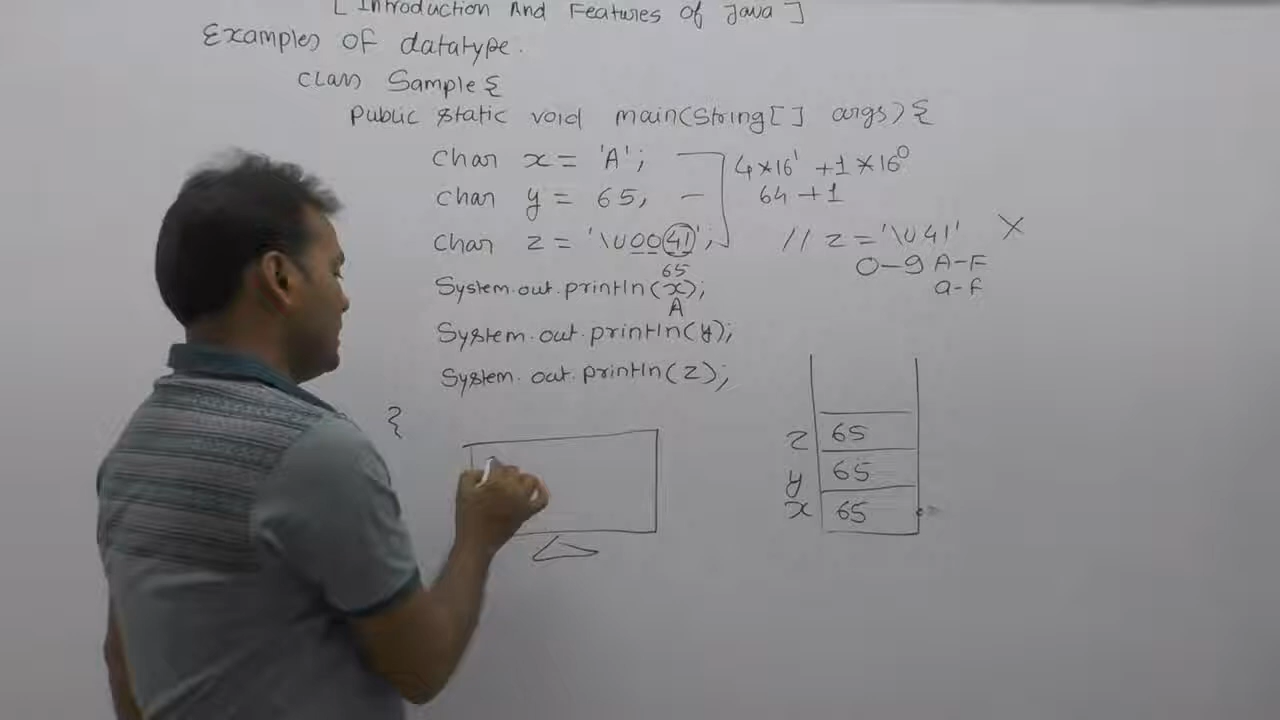 [Introduction And Features of Java]
Examples of datatype.
Class Sample {
Public static void main(String[] args) {
Char x = 'A';
4*16¹ +1*16⁰
Char y = 65;
64+1
Char z = '\u0041';
// z = '\u41' X
65
0-9 A-F
a-f
System.out.println(x);
A
System.out.println(y);
System.out.println(z);
{
z 65
y 65
x 65